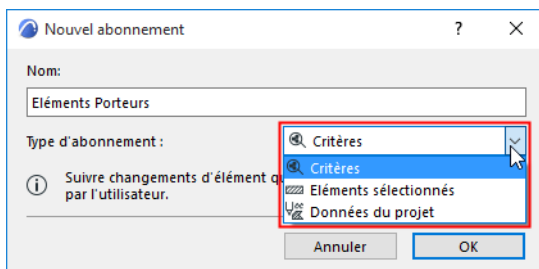 Nouvel abonnement
?
Nom:
Eléments Porteurs
Type d'abonnement :
Critères
Critères
Suivre changements d'élément
par l'utilisateur.
Eléments sélectionnés
Données du projet
Annuler
OK